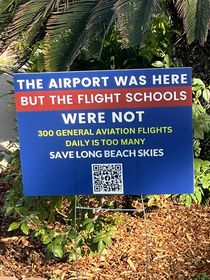 THE AIRPORT WAS HERE
BUT THE FLIGHT SCHOOLS
WERE NOT
300 GENERAL AVIATION FLIGHTS
DAILY IS TOO MANY
SAVE LONG BEACH SKIES